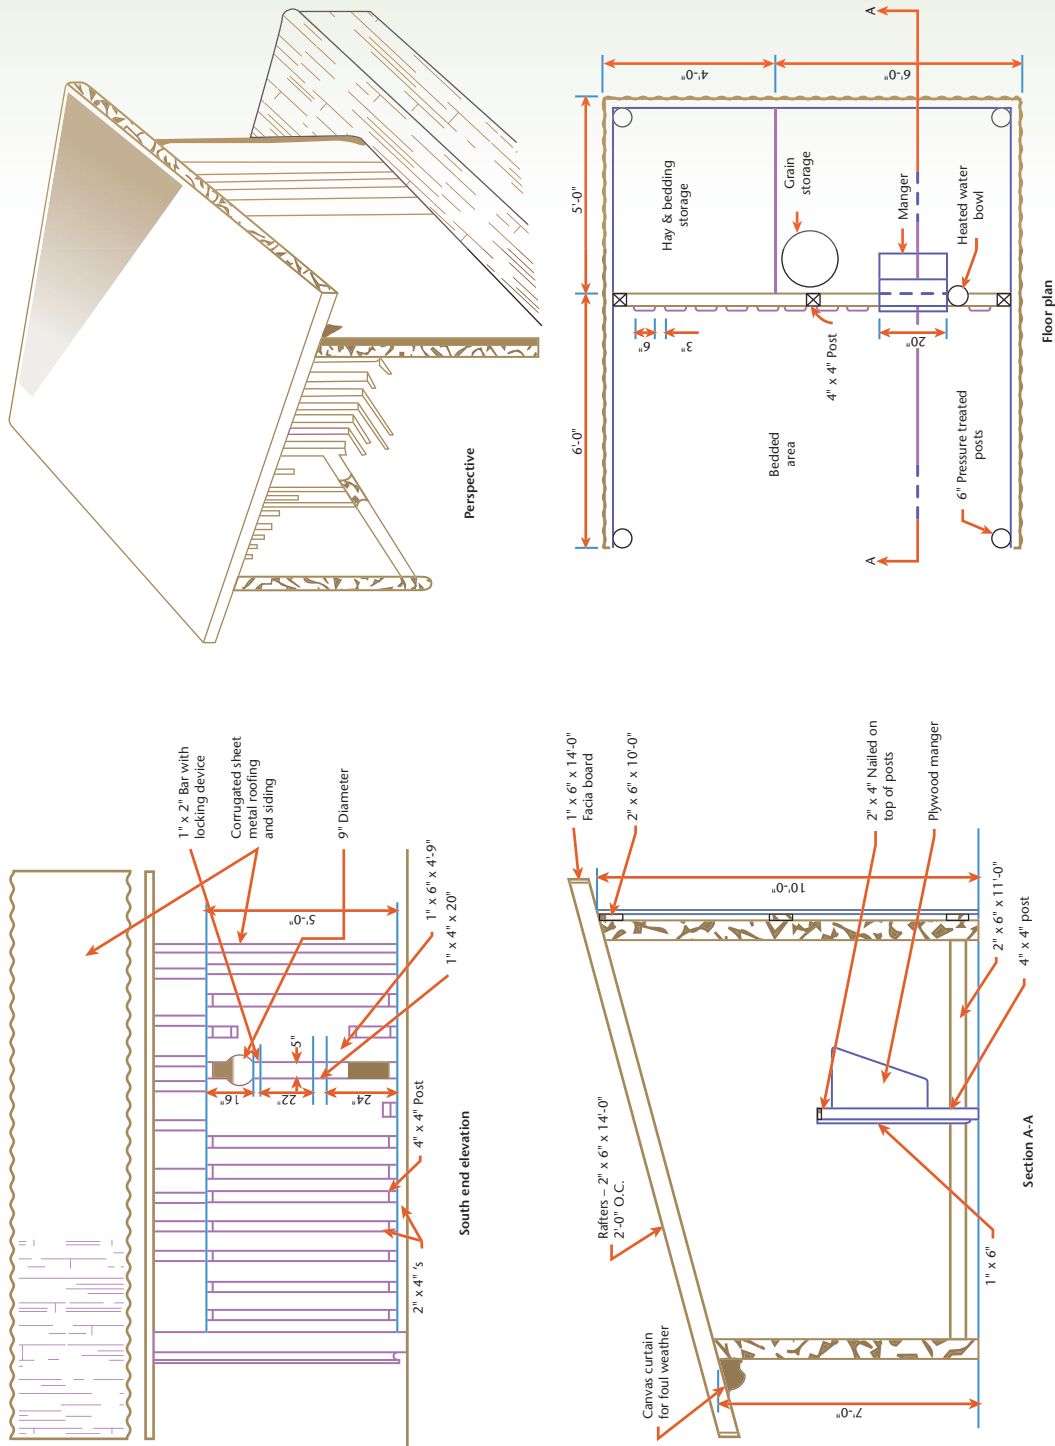 1" x 2" Bar with
locking device
Corrugated sheet
metal roofing
and siding
9" Diameter
1" x 6" x 4'-9"
1" x 4" x 20"
5'-0"
16"
22"
24"
5"
4" x 4" Post
2" x 4" 's
South end elevation
Perspective
1" x 6" x 14'-0"
Facia board
2" x 6" x 10'-0"
2" x 4" Nailed on
top of posts
Plywood manger
2" x 6" x 11'-0"
4" x 4" post
10'-0"
Rafters – 2" x 6" x 14'-0"
2'-0" O.C.
Canvas curtain
for foul weather
7'-0"
1" x 6"
Section A-A
A
4'-0"
6'-0"
5'-0"
6'-0"
Hay & bedding
storage
Grain
storage
Manger
Heated water
bowl
6"
3"
4" x 4" Post
20"
Bedded
area
6" Pressure treated
posts
A
Floor plan